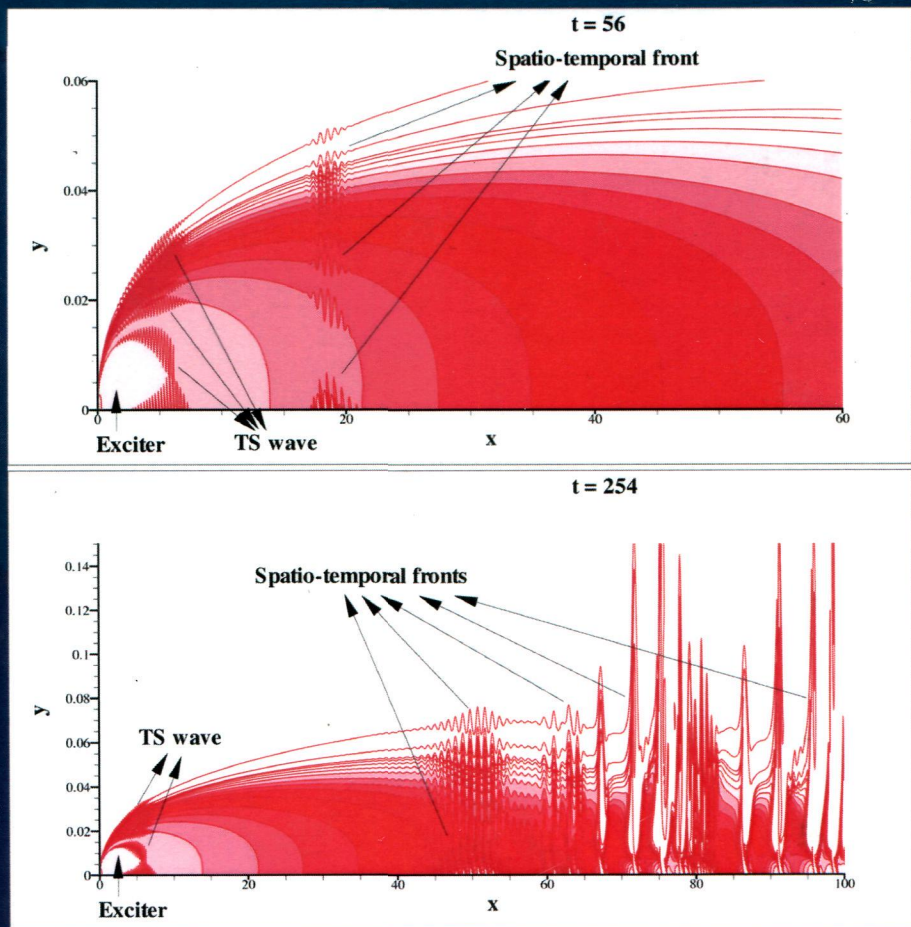 t = 56
Spatio-temporal front
0.06
0.04
y
0.02
0
0
20
40
60
Exciter
TS wave
x
t = 254
0.14
Spatio-temporal fronts
0.12
0.1
y
0.08
TS wave
0.06
0.04
0.02
0
0
20
40
60
80
100
Exciter
x